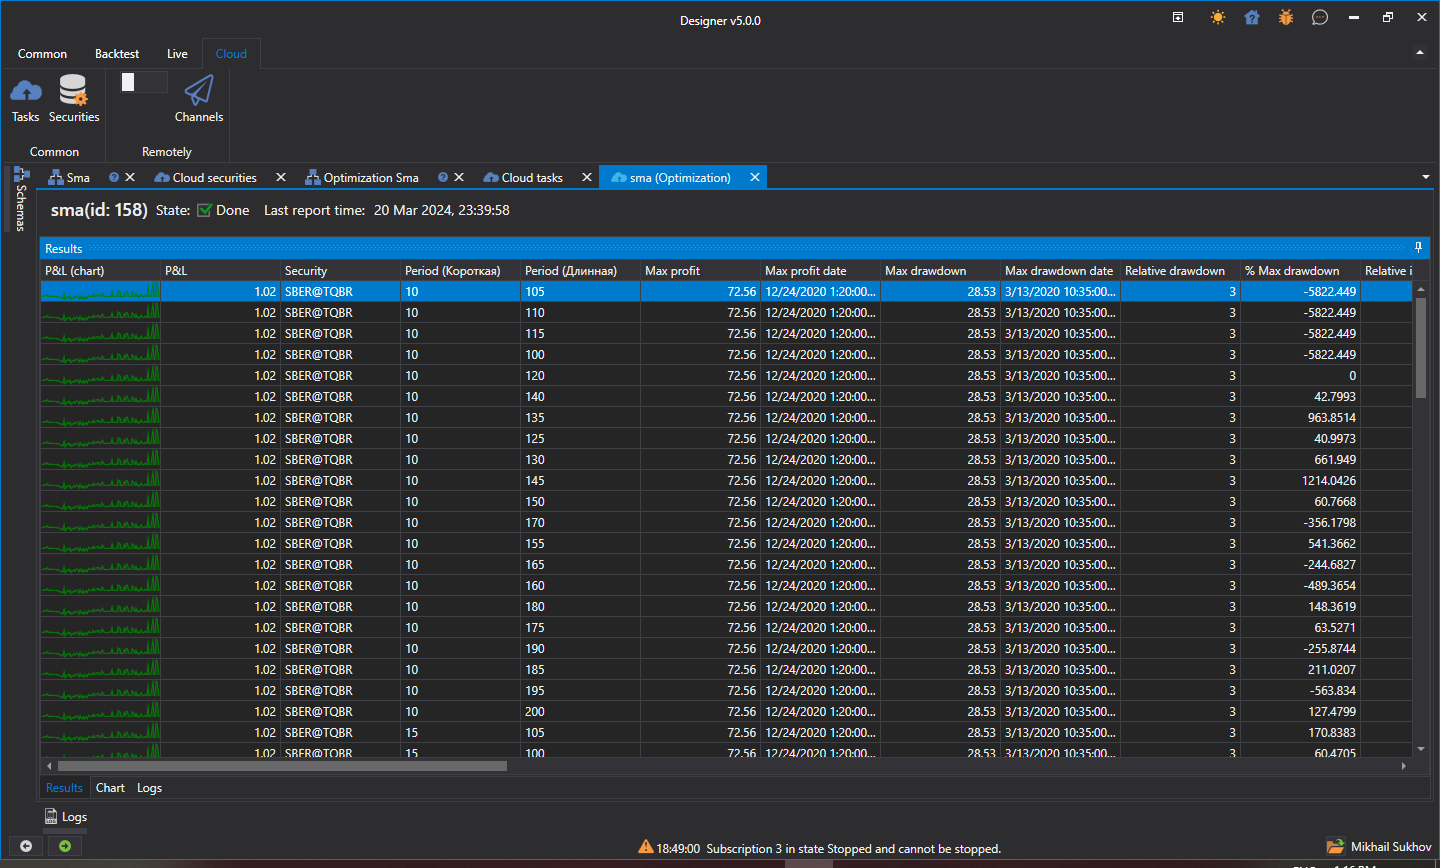 Designer v5.0.0
Common Backtest Live Cloud
Tasks Securities Channels
Common Remotely
Schemas
Sma Cloud securities Optimization Sma Cloud tasks sma (Optimization)
sma(id: 158) State: Done Last report time: 20 Mar 2024, 23:39:58
Results
P&L (chart) P&L Security Period (Короткая) Period (Длинная) Max profit Max profit date Max drawdown Max drawdown date Relative drawdown % Max drawdown Relative i
1.02 SBER@TQBR 10 105 72.56 12/24/2020 1:20:00... 28.53 3/13/2020 10:35:00... 3 -5822.449
1.02 SBER@TQBR 10 110 72.56 12/24/2020 1:20:00... 28.53 3/13/2020 10:35:00... 3 -5822.449
1.02 SBER@TQBR 10 115 72.56 12/24/2020 1:20:00... 28.53 3/13/2020 10:35:00... 3 -5822.449
1.02 SBER@TQBR 10 100 72.56 12/24/2020 1:20:00... 28.53 3/13/2020 10:35:00... 3 -5822.449
1.02 SBER@TQBR 10 120 72.56 12/24/2020 1:20:00... 28.53 3/13/2020 10:35:00... 3 0
1.02 SBER@TQBR 10 140 72.56 12/24/2020 1:20:00... 28.53 3/13/2020 10:35:00... 3 42.7993
1.02 SBER@TQBR 10 135 72.56 12/24/2020 1:20:00... 28.53 3/13/2020 10:35:00... 3 963.8514
1.02 SBER@TQBR 10 125 72.56 12/24/2020 1:20:00... 28.53 3/13/2020 10:35:00... 3 40.9973
1.02 SBER@TQBR 10 130 72.56 12/24/2020 1:20:00... 28.53 3/13/2020 10:35:00... 3 661.949
1.02 SBER@TQBR 10 145 72.56 12/24/2020 1:20:00... 28.53 3/13/2020 10:35:00... 3 1214.0426
1.02 SBER@TQBR 10 150 72.56 12/24/2020 1:20:00... 28.53 3/13/2020 10:35:00... 3 60.7668
1.02 SBER@TQBR 10 170 72.56 12/24/2020 1:20:00... 28.53 3/13/2020 10:35:00... 3 -356.1798
1.02 SBER@TQBR 10 155 72.56 12/24/2020 1:20:00... 28.53 3/13/2020 10:35:00... 3 541.3662
1.02 SBER@TQBR 10 165 72.56 12/24/2020 1:20:00... 28.53 3/13/2020 10:35:00... 3 -244.6827
1.02 SBER@TQBR 10 160 72.56 12/24/2020 1:20:00... 28.53 3/13/2020 10:35:00... 3 -489.3654
1.02 SBER@TQBR 10 180 72.56 12/24/2020 1:20:00... 28.53 3/13/2020 10:35:00... 3 148.3619
1.02 SBER@TQBR 10 175 72.56 12/24/2020 1:20:00... 28.53 3/13/2020 10:35:00... 3 63.5271
1.02 SBER@TQBR 10 190 72.56 12/24/2020 1:20:00... 28.53 3/13/2020 10:35:00... 3 -255.8744
1.02 SBER@TQBR 10 185 72.56 12/24/2020 1:20:00... 28.53 3/13/2020 10:35:00... 3 211.0207
1.02 SBER@TQBR 10 195 72.56 12/24/2020 1:20:00... 28.53 3/13/2020 10:35:00... 3 -563.834
1.02 SBER@TQBR 10 200 72.56 12/24/2020 1:20:00... 28.53 3/13/2020 10:35:00... 3 127.4799
1.02 SBER@TQBR 15 105 72.56 12/24/2020 1:20:00... 28.53 3/13/2020 10:35:00... 3 170.8383
1.02 SBER@TQBR 15 100 72.56 12/24/2020 1:20:00... 28.53 3/13/2020 10:35:00... 3 60.4705
Results Chart Logs
Logs
18:49:00 Subscription 3 in state Stopped and cannot be stopped.
Mikhail Sukhov